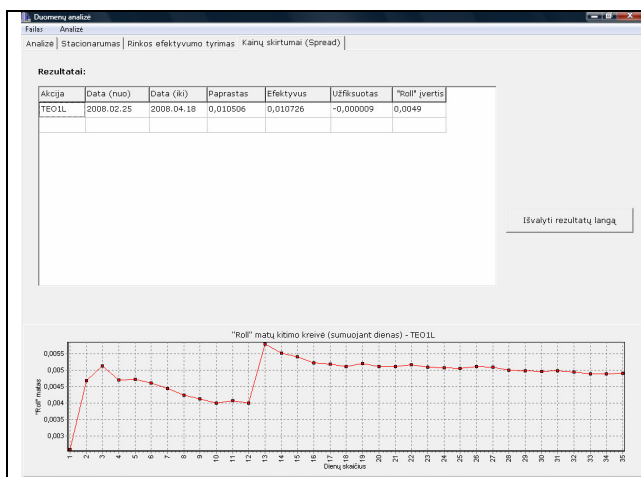 Duomenų analizė
Failas Analizė
Analizė Stacionarumas Rinkos efektyvumo tyrimas Kainų skirtumai (Spread)
Rezultatai:
Akcija Data (nuo) Data (iki) Paprastas Efektyvus Užfiksuotas "Roll" įvertis
TEO1L 2008.02.25 2008.04.18 0,010506 0,010726 -0,000009 0,0049
Išvalyti rezultatų langą
"Roll" matų kitimo kreivė (sumuojant dienas) - TEO1L
"Roll" matas
0,0055
0,005
0,0045
0,004
0,0035
0,003
1 2 3 4 5 6 7 8 9 10 11 12 13 14 15 16 17 18 19 20 21 22 23 24 25 26 27 28 29 30 31 32 33 34 35
Dienų skaičius